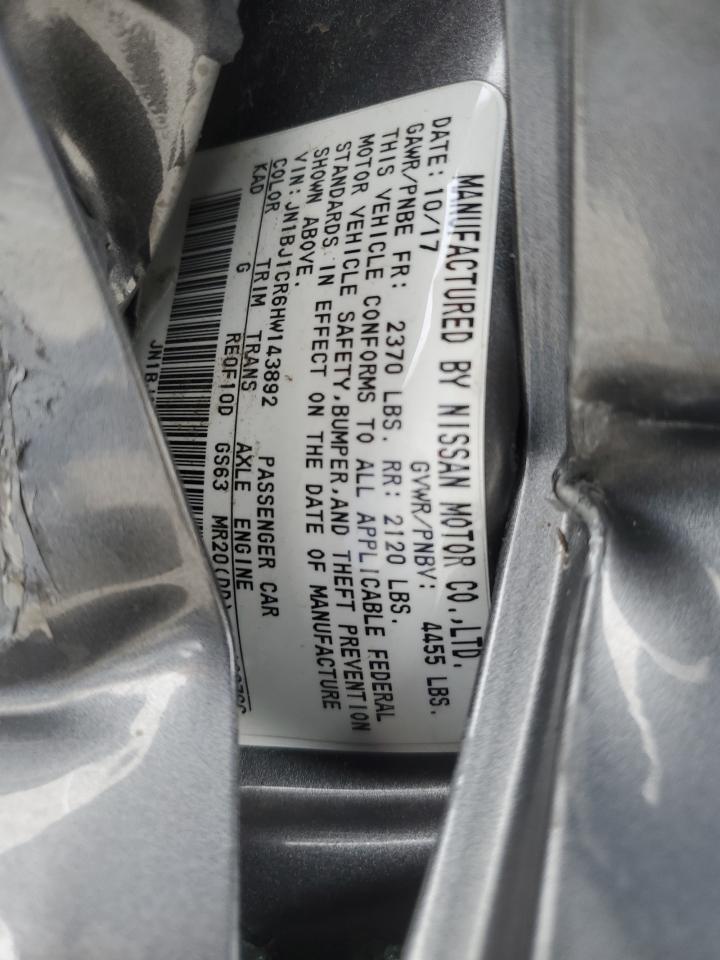 MANUFACTURED BY NISSAN MOTOR CO.,LTD.
DATE: 10/17 GVWR/PNBV: 4455 LBS.
GAWR/PNBE FR: 2370 LBS. RR: 2120 LBS.
THIS VEHICLE CONFORMS TO ALL APPLICABLE FEDERAL
MOTOR VEHICLE SAFETY,BUMPER,AND THEFT PREVENTION
STANDARDS IN EFFECT ON THE DATE OF MANUFACTURE
SHOWN ABOVE.
VIN: JN1BJ1CR6HW143892 PASSENGER CAR
COLOR TRIM TRANS AXLE ENGINE
KAD G RE0F10D GS63 MR20(DD)
JN1BJ